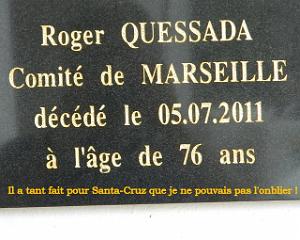 Roger QUESSADA
Comité de MARSEILLE
décédé le 05.07.2011
à l'âge de 76 ans
Il a tant fait pour Santa-Cruz que je ne pouvais pas l'onblier !